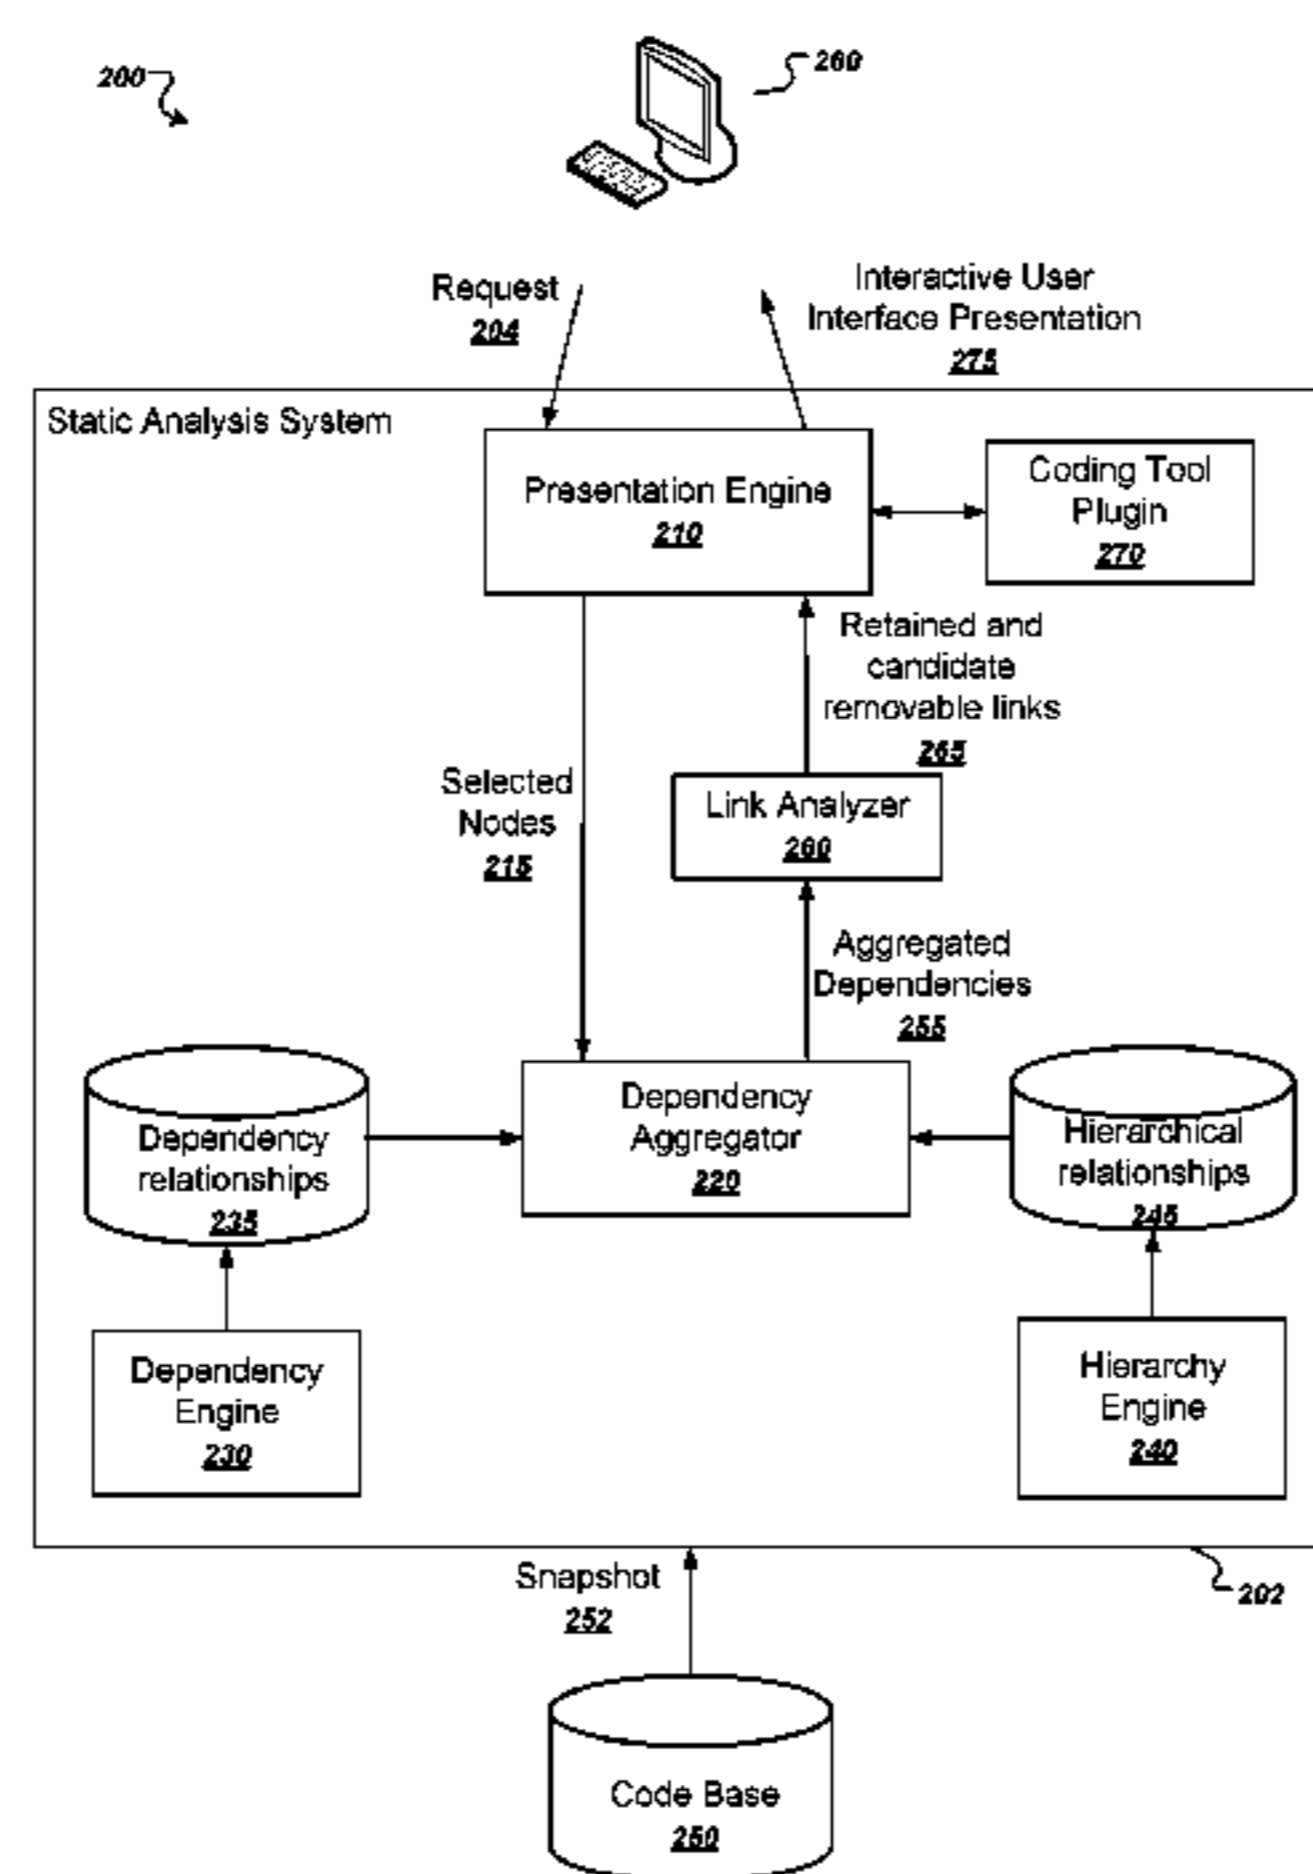 200
260
Request
204
Interactive User
Interface Presentation
275
Static Analysis System
Presentation Engine
210
Coding Tool
Plugin
270
Retained and
candidate
removable links
265
Selected
Nodes
215
Link Analyzer
260
Aggregated
Dependencies
255
Dependency
relationships
235
Dependency
Aggregator
220
Hierarchical
relationships
245
Dependency
Engine
230
Hierarchy
Engine
240
Snapshot
252
202
Code Base
250